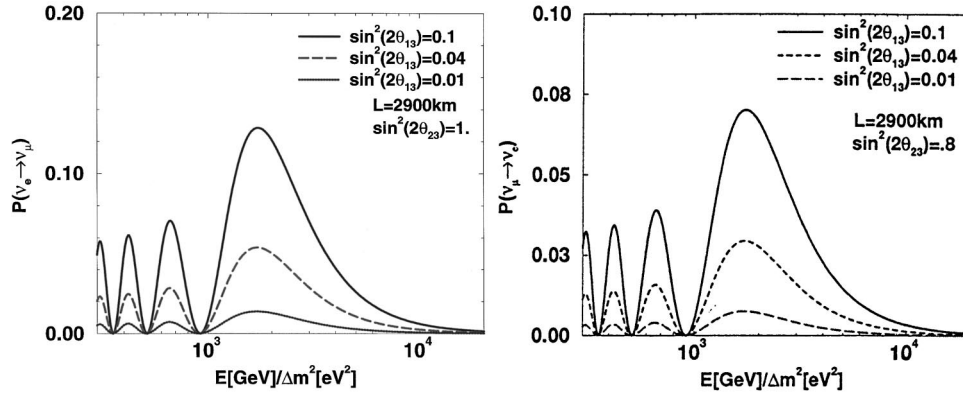 0.20
sin²(2θ₁₃)=0.1
sin²(2θ₁₃)=0.04
sin²(2θ₁₃)=0.01
L=2900km
sin²(2θ₂₃)=1.
P(νₑ→ν_μ)
0.10
0.00
10³
10⁴
E[GeV]/Δm²[eV²]
0.10
sin²(2θ₁₃)=0.1
sin²(2θ₁₃)=0.04
sin²(2θ₁₃)=0.01
L=2900km
sin²(2θ₂₃)=.8
P(ν_μ→νₑ)
0.08
0.05
0.03
0.00
10³
10⁴
E[GeV]/Δm²[eV²]